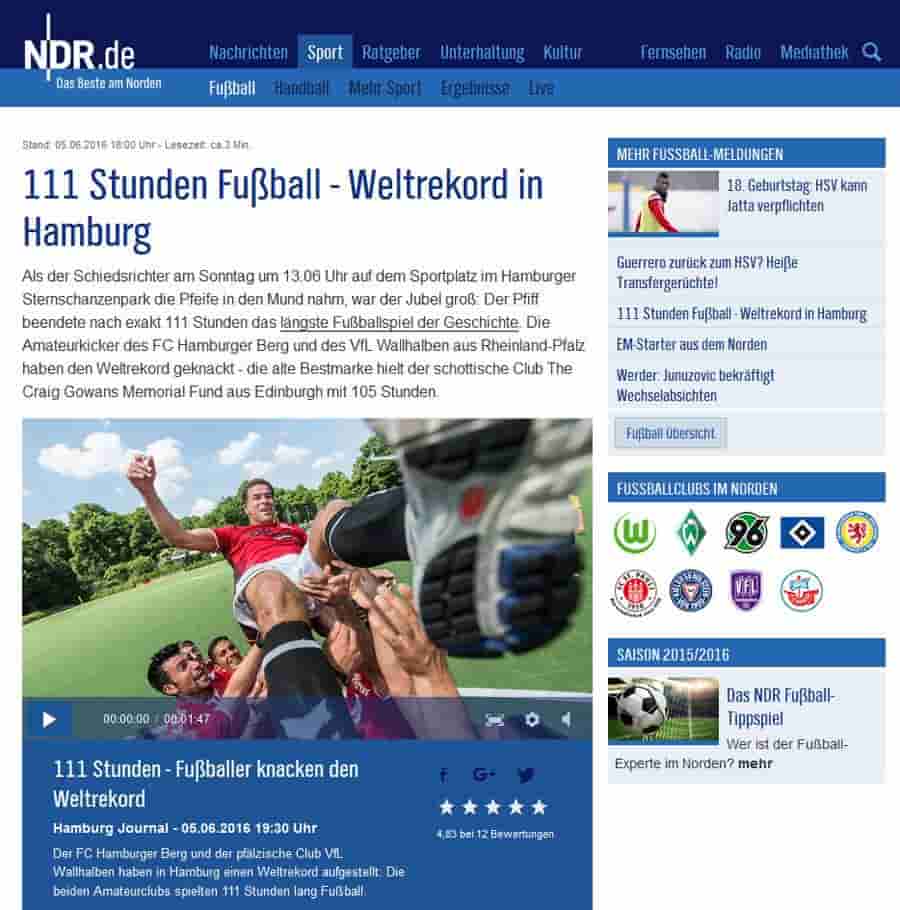 NDR.de
Das Beste am Norden
Nachrichten Sport Ratgeber Unterhaltung Kultur Fernsehen Radio Mediathek
Fußball Handball Mehr Sport Ergebnisse Live
Stand: 05.06.2016 18:00 Uhr - Lesezeit: ca.3 Min.
111 Stunden Fußball - Weltrekord in
Hamburg
Als der Schiedsrichter am Sonntag um 13.06 Uhr auf dem Sportplatz im Hamburger
Sternschanzenpark die Pfeife in den Mund nahm, war der Jubel groß: Der Pfiff
beendete nach exakt 111 Stunden das längste Fußballspiel der Geschichte. Die
Amateurkicker des FC Hamburger Berg und des VfL Wallhalben aus Rheinland-Pfalz
haben den Weltrekord geknackt - die alte Bestmarke hielt der schottische Club The
Craig Gowans Memorial Fund aus Edinburgh mit 105 Stunden.
00:00:00 / 00:01:47
111 Stunden - Fußballer knacken den
Weltrekord
Hamburg Journal - 05.06.2016 19:30 Uhr
Der FC Hamburger Berg und der pfälzische Club VfL
Wallhalben haben in Hamburg einen Weltrekord aufgestellt: Die
beiden Amateurclubs spielten 111 Stunden lang Fußball.
f G+
4,83 bei 12 Bewertungen
MEHR FUSSBALL-MELDUNGEN
18. Geburtstag: HSV kann
Jatta verpflichten
Guerrero zurück zum HSV? Heiße
Transfergerüchte!
111 Stunden Fußball - Weltrekord in Hamburg
EM-Starter aus dem Norden
Werder: Junuzovic bekräftigt
Wechselabsichten
Fußball übersicht
FUSSBALLCLUBS IM NORDEN
W
W
96
FC ST. PAULI
1910
VFL
SAISON 2015/2016
Das NDR Fußball-
Tippspiel
Wer ist der Fußball-
Experte im Norden? mehr